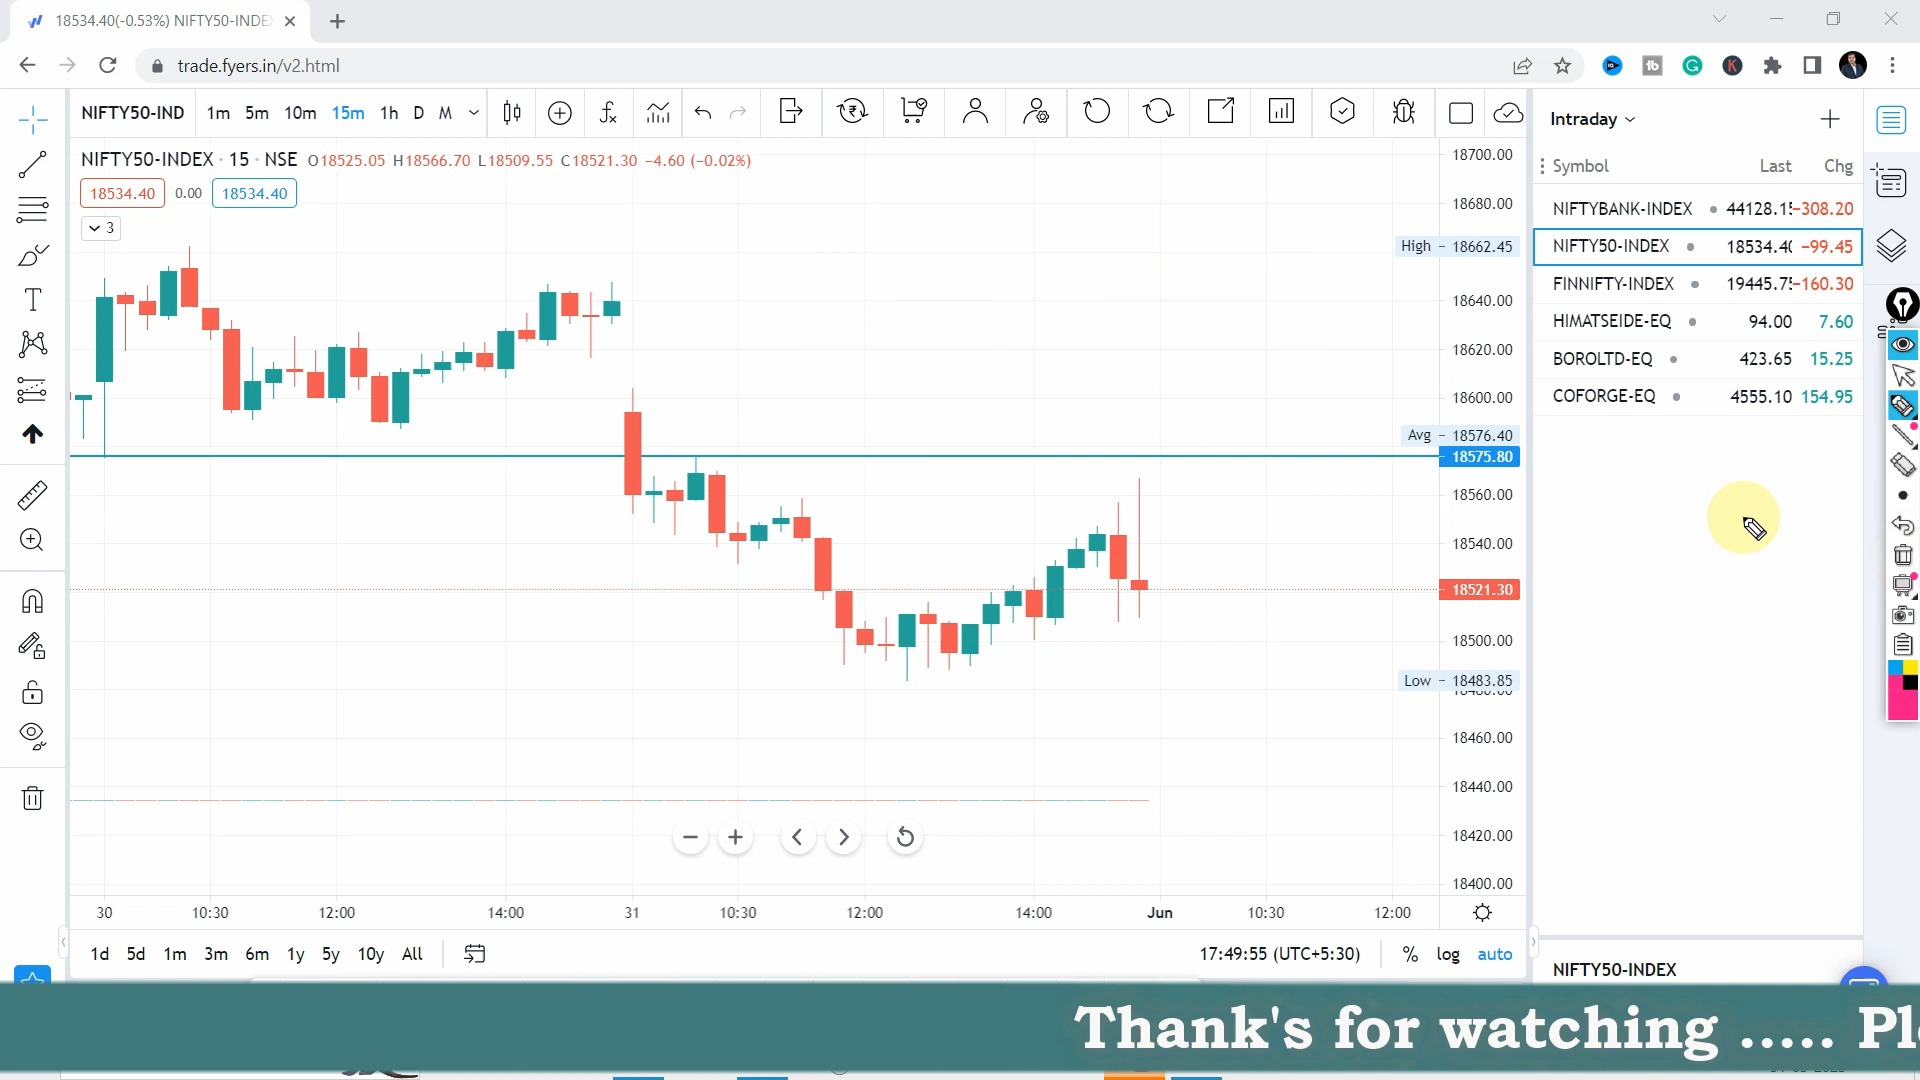 18534.40(-0.53%) NIFTY50-INDE
trade.fyers.in/v2.html
NIFTY50-IND 1m 5m 10m 15m 1h D M
Intraday
NIFTY50-INDEX · 15 · NSE O18525.05 H18566.70 L18509.55 C18521.30 -4.60 (-0.02%)
18534.40 0.00 18534.40
3
Symbol Last Chg
NIFTYBANK-INDEX 44128.15 -308.20
NIFTY50-INDEX 18534.40 -99.45
FINNIFTY-INDEX 19445.75 -160.30
HIMATSEIDE-EQ 94.00 7.60
BOROLTD-EQ 423.65 15.25
COFORGE-EQ 4555.10 154.95
18700.00
18680.00
High - 18662.45
18640.00
18620.00
18600.00
Avg - 18576.40
18575.80
18560.00
18540.00
18521.30
18500.00
Low - 18483.85
18460.00
18440.00
18420.00
18400.00
30 10:30 12:00 14:00 31 10:30 12:00 14:00 Jun 10:30 12:00
1d 5d 1m 3m 6m 1y 5y 10y All
17:49:55 (UTC+5:30) % log auto
NIFTY50-INDEX
Thank's for watching ..... Pl